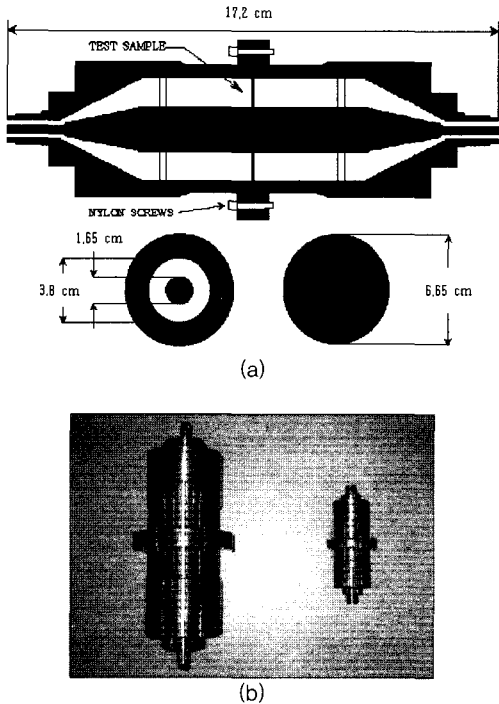 17,2 cm
TEST SAMPLE
NYLON SCREWS
1,65 cm
3,8 cm
6,65 cm
(a)
(b)